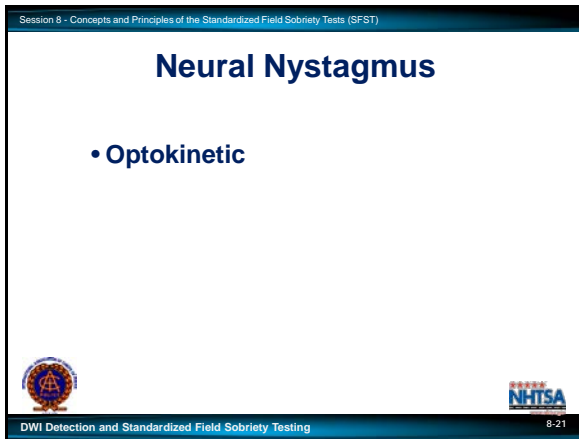 Session 8 - Concepts and Principles of the Standardized Field Sobriety Tests (SFST)
Neural Nystagmus
• Optokinetic
NHTSA
DWI Detection and Standardized Field Sobriety Testing
8-21